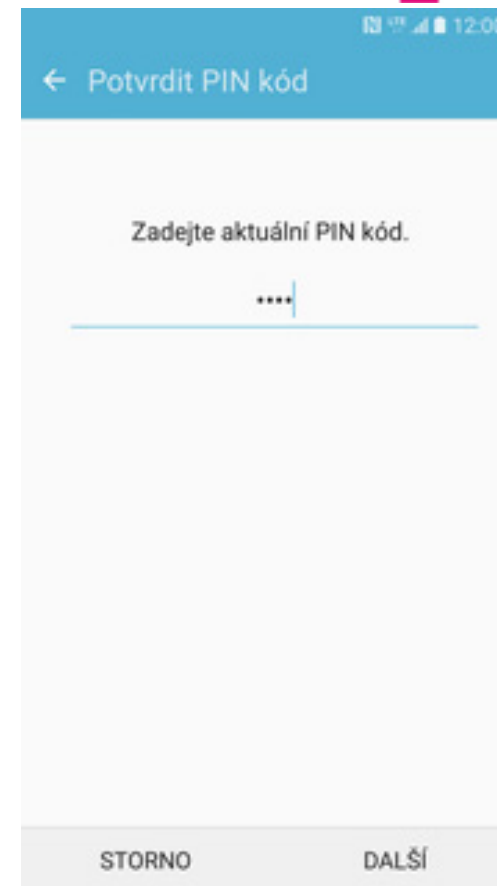 12:00
Potvrdit PIN kód
Zadejte aktuální PIN kód.
••••
STORNO
DALŠÍ